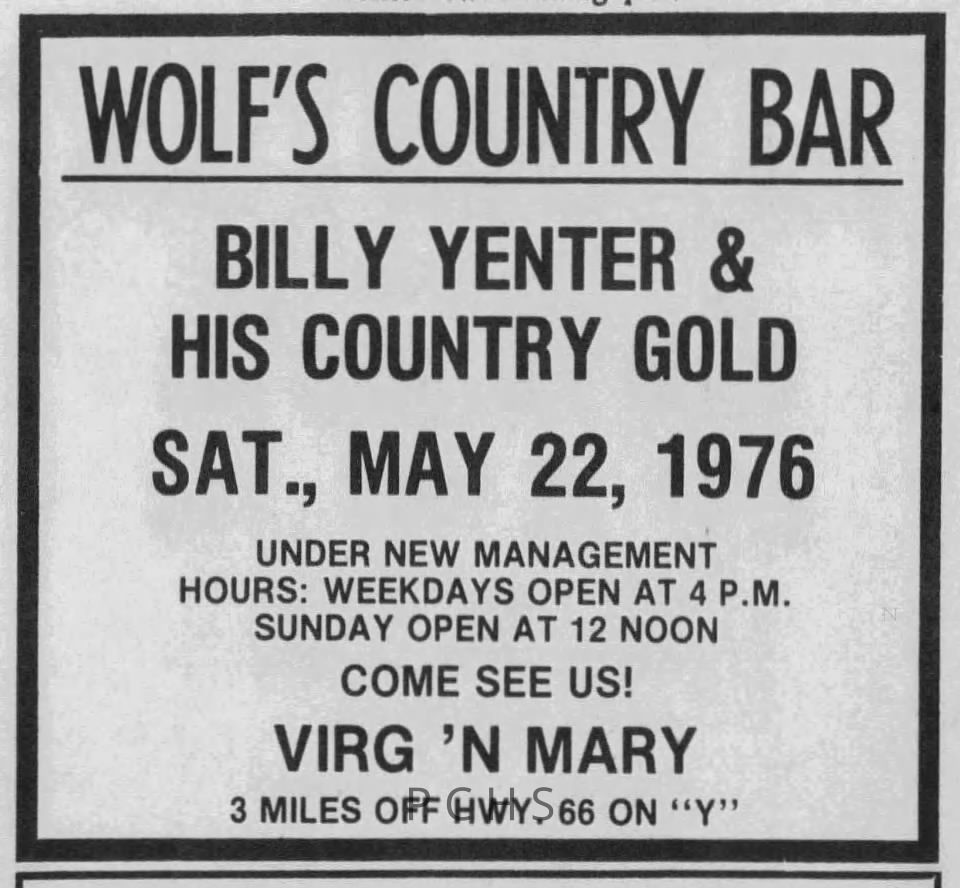 WOLF'S COUNTRY BAR
BILLY YENTER &
HIS COUNTRY GOLD
SAT., MAY 22, 1976
UNDER NEW MANAGEMENT
HOURS: WEEKDAYS OPEN AT 4 P.M.
SUNDAY OPEN AT 12 NOON
COME SEE US!
VIRG 'N MARY
3 MILES OFF HWY. 66 ON "Y"
PGHS